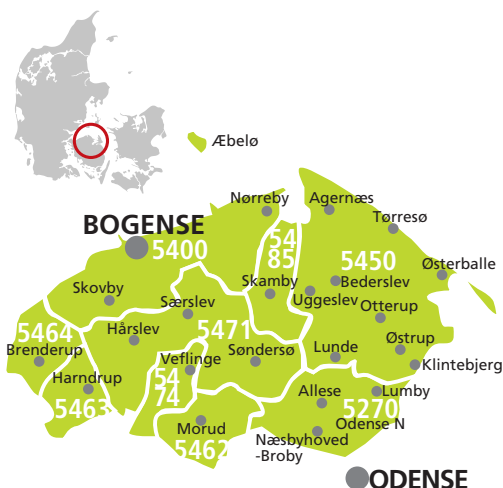 Æbelø
Nørreby
Agernæs
Tørresø
BOGENSE
5400
54
85
5450
Østerballe
Bederslev
Skovby
Skamby
Uggeslev
Særslev
Otterup
5464
Hårslev
5471
Brenderup
Veflinge
Søndersø
Lunde
Østrup
Klintebjerg
Harndrup
54
74
5463
Allese
Lumby
5270
Morud
Odense N
5462
Næsbyhoved
-Broby
ODENSE